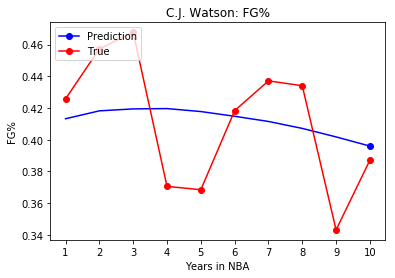 C.J. Watson: FG%
Prediction
True
FG%
0.46
0.44
0.42
0.40
0.38
0.36
0.34
1 2 3 4 5 6 7 8 9 10
Years in NBA